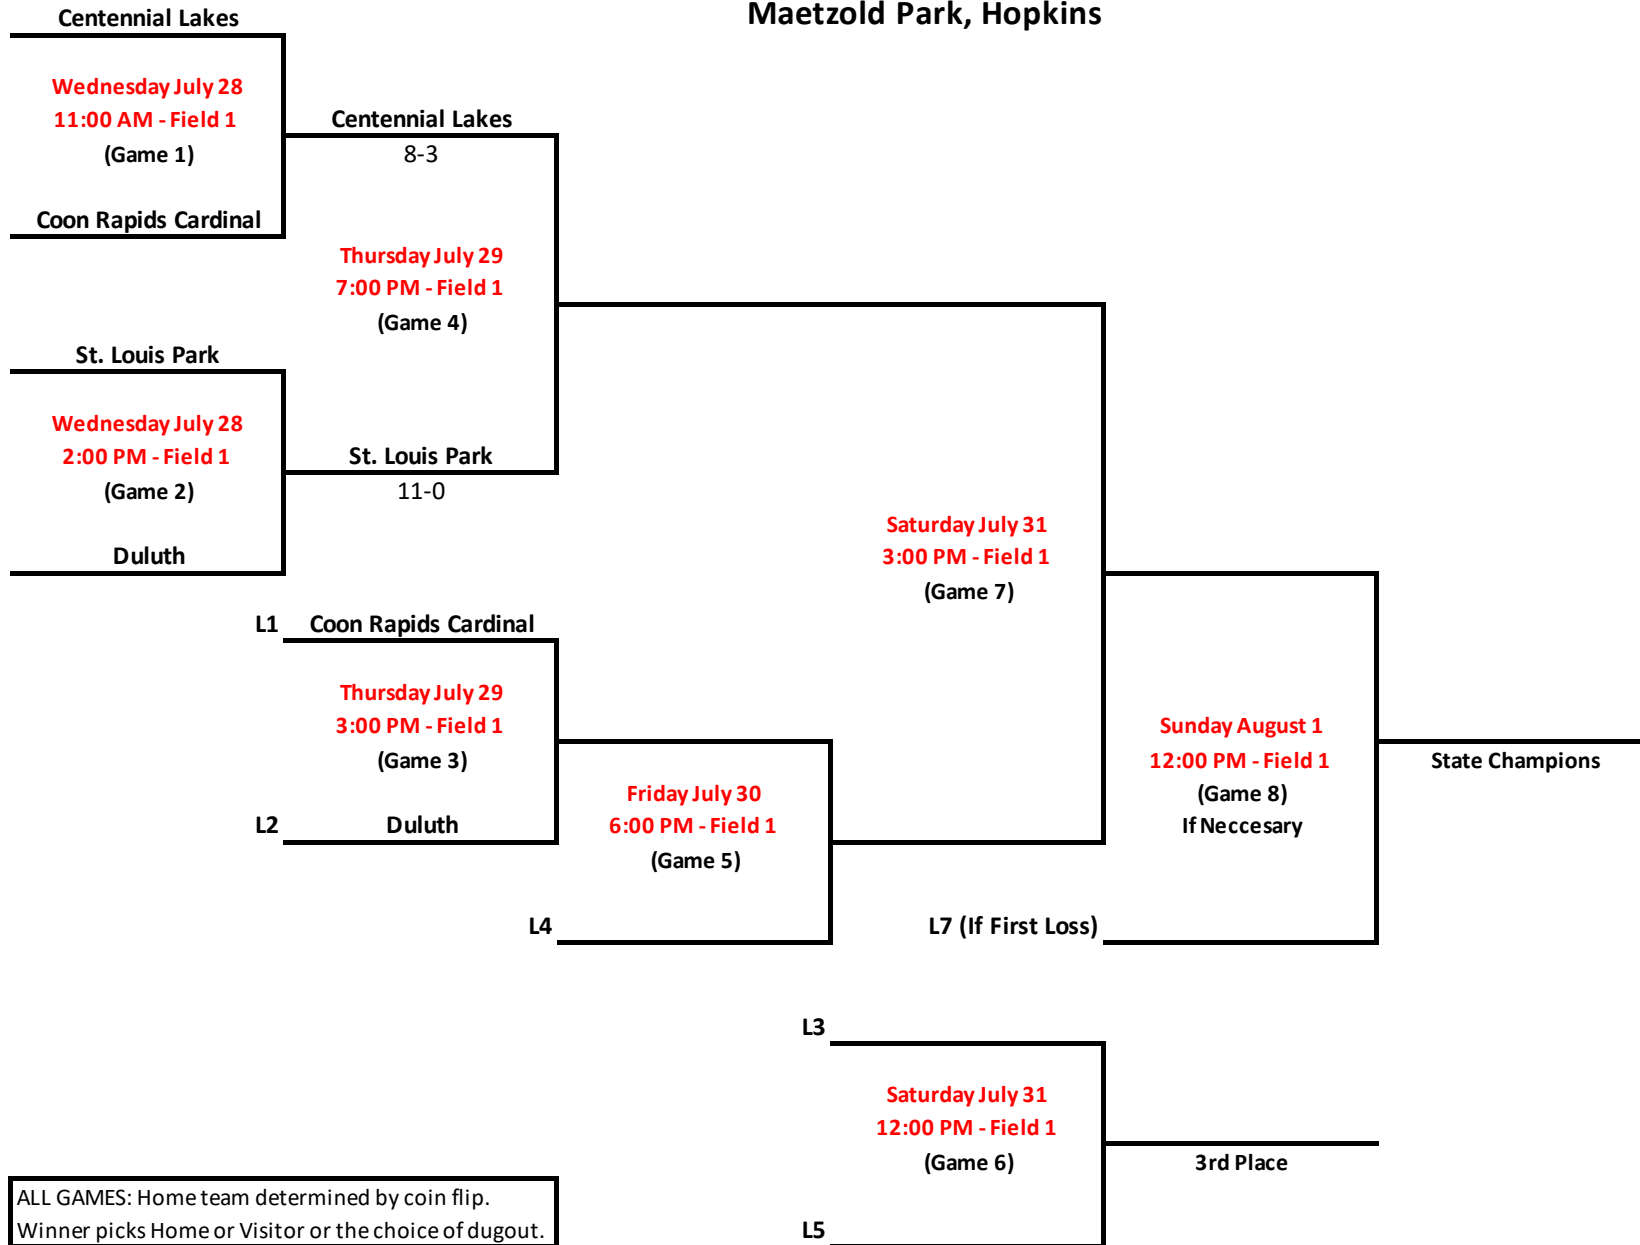 Maetzold Park, Hopkins
Centennial Lakes
Wednesday July 28
11:00 AM - Field 1
(Game 1)
Coon Rapids Cardinal
Centennial Lakes
8-3
Thursday July 29
7:00 PM - Field 1
(Game 4)
St. Louis Park
Wednesday July 28
2:00 PM - Field 1
(Game 2)
Duluth
St. Louis Park
11-0
Saturday July 31
3:00 PM - Field 1
(Game 7)
L1 Coon Rapids Cardinal
Thursday July 29
3:00 PM - Field 1
(Game 3)
L2 Duluth
Friday July 30
6:00 PM - Field 1
(Game 5)
L4
Sunday August 1
12:00 PM - Field 1
(Game 8)
If Neccesary
L7 (If First Loss)
State Champions
L3
Saturday July 31
12:00 PM - Field 1
(Game 6)
L5
3rd Place
ALL GAMES: Home team determined by coin flip.
Winner picks Home or Visitor or the choice of dugout.